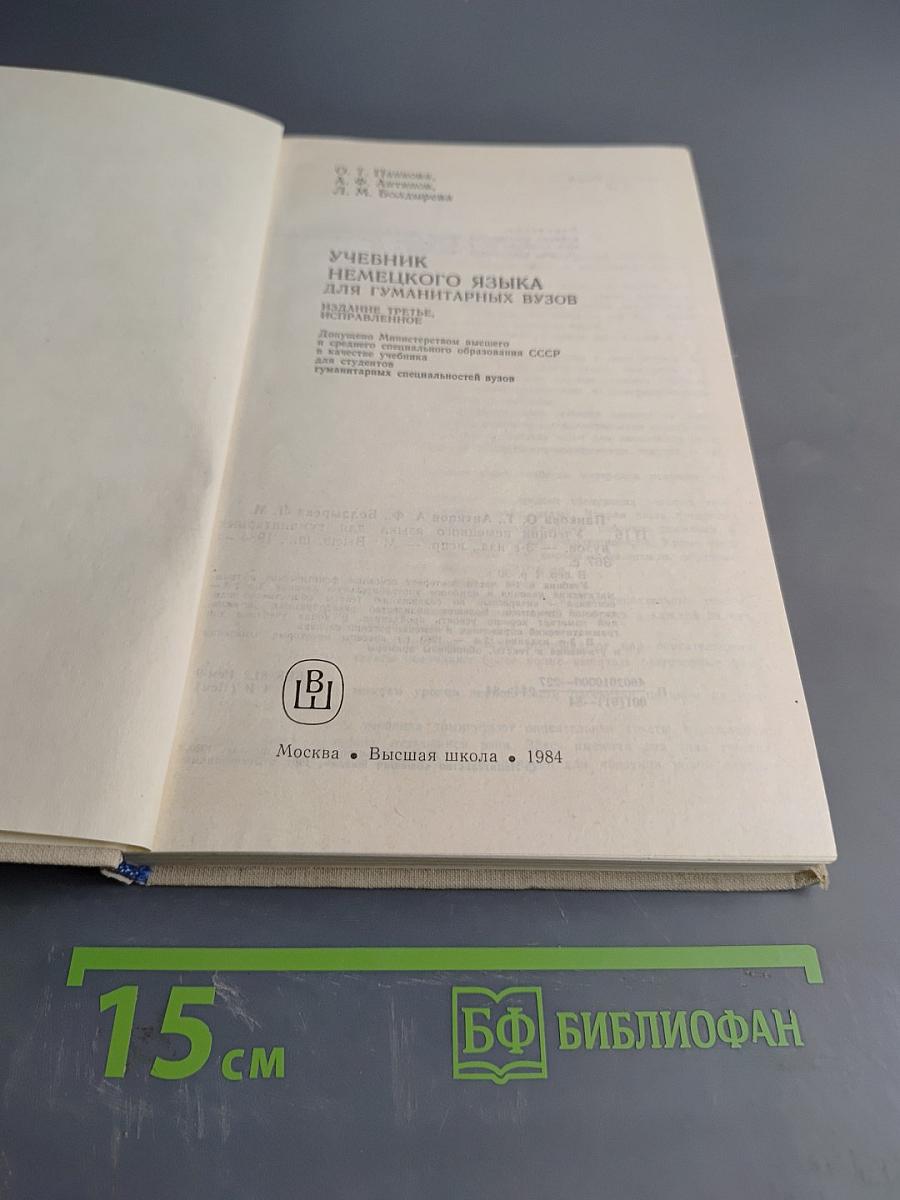 О. Т. Панкова,
А. Ф. Антипов,
Л. М. Болдырева
УЧЕБНИК
НЕМЕЦКОГО ЯЗЫКА
ДЛЯ ГУМАНИТАРНЫХ ВУЗОВ
ИЗДАНИЕ ТРЕТЬЕ,
ИСПРАВЛЕННОЕ
Допущено Министерством высшего
и среднего специального образования СССР
в качестве учебника
для студентов
гуманитарных специальностей вузов
ВШ
Москва • Высшая школа • 1984
15 см
БФ БИБЛИОФАН